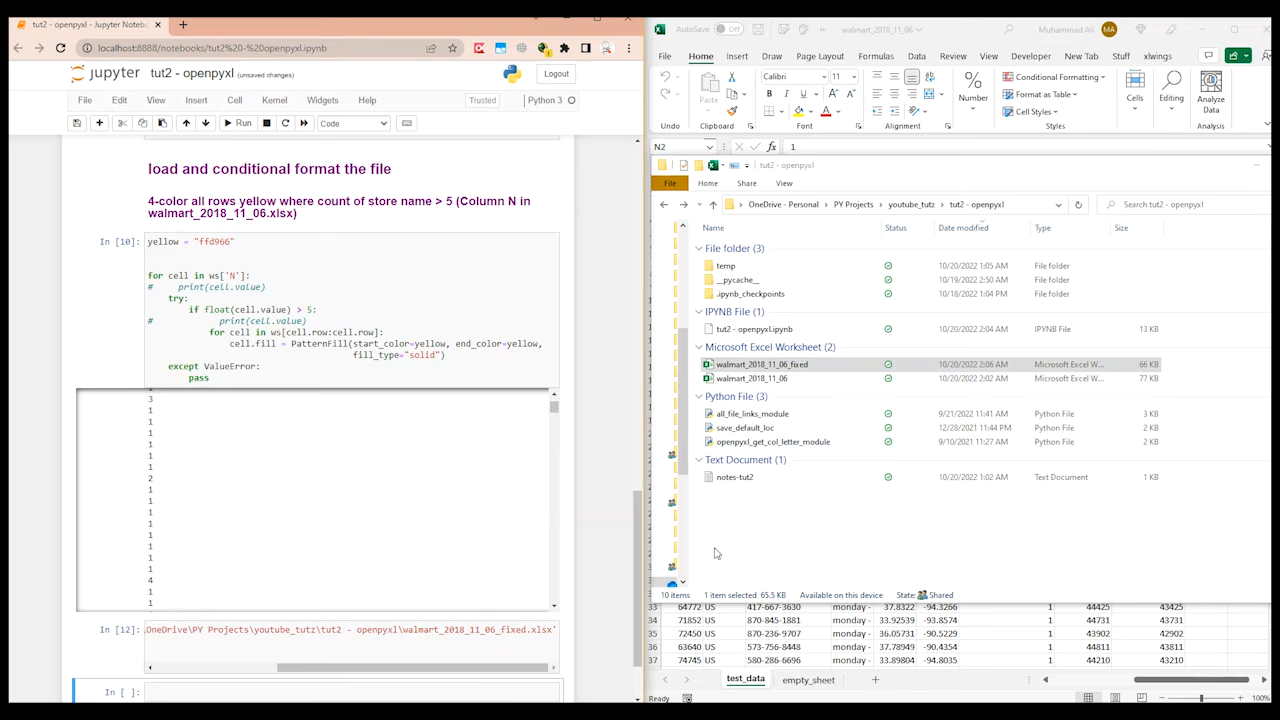 tut2 - openpyxl - Jupyter Notebo
localhost:8888/notebooks/tut2%20-%20openpyxl.ipynb
jupyter tut2 - openpyxl (unsaved changes)
Logout
File Edit View Insert Cell Kernel Widgets Help
Trusted
Python 3
Run
Code
load and conditional format the file
4-color all rows yellow where count of store name > 5 (Column N in
walmart_2018_11_06.xlsx)
In [10]:
yellow = "ffd966"
for cell in ws['N']:
# print(cell.value)
try:
if float(cell.value) > 5:
# print(cell.value)
for cell in ws[cell.row:cell.row]:
cell.fill = PatternFill(start_color=yellow, end_color=yellow,
fill_type="solid")
except ValueError:
pass
3
1
1
1
1
1
1
2
1
1
1
1
1
1
1
1
4
1
1
In [12]:
.OneDrive\PY Projects\youtube_tutz\tut2 - openpyxl\walmart_2018_11_06_fixed.xlsx'
In [ ]:
AutoSave Off
walmart_2018_11_06
Muhammad Ali MA
File Home Insert Draw Formulas Data Review View Developer New Tab Stuff xlwings
Paste
Calibri 11
B I U
Number
Conditional Formatting
Format as Table
Cell Styles
Cells
Editing
Analyze
Data
Undo Clipboard Font Alignment Styles Analysis
N2
fx 1
tut2 - openpyxl
File Home Share View
OneDrive - Personal PY Projects youtube_tutz tut2 - openpyxl
Search tut2 - openpyxl
Name Status Date modified Type Size
File folder (3)
temp 10/20/2022 1:05 AM File folder
__pycache__ 10/19/2022 2:50 AM File folder
.ipynb_checkpoints 10/18/2022 1:04 PM File folder
IPYNB File (1)
tut2 - openpyxl.ipynb 10/20/2022 2:04 AM IPYNB File 13 KB
Microsoft Excel Worksheet (2)
walmart_2018_11_06_fixed 10/20/2022 2:06 AM Microsoft Excel W... 66 KB
walmart_2018_11_06 10/20/2022 2:02 AM Microsoft Excel W... 77 KB
Python File (3)
all_file_links_module 9/21/2022 11:41 AM Python File 3 KB
save_default_loc 12/28/2021 11:44 PM Python File 2 KB
openpyxl_get_col_letter_module 9/10/2021 11:27 AM Python File 2 KB
Text Document (1)
notes-tut2 10/20/2022 1:02 AM Text Document 1 KB
10 items 1 item selected 65.5 KB Available on this device State: Shared
33 64772 US 417-667-3630 monday - 37.8322 -94.3266 1 44425 43425
34 71852 US 870-845-1881 monday - 33.92539 -93.8574 1 44731 43731
35 72450 US 870-236-9707 monday - 36.05731 -90.5229 1 43902 42902
36 63640 US 573-756-8448 monday - 37.78949 -90.4354 1 44811 43811
37 74745 US 580-286-6696 monday - 33.89804 -94.8035 1 44210 43210
test_data empty_sheet
Ready
100%